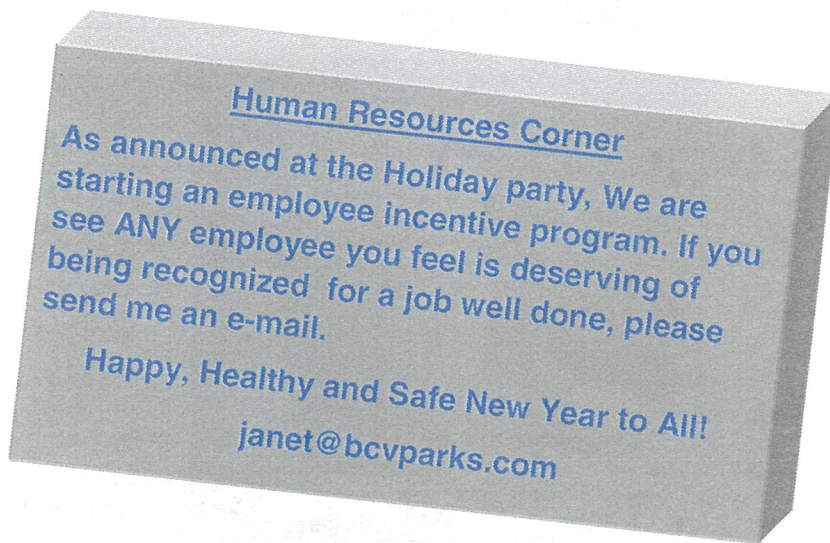 Human Resources Corner
As announced at the Holiday party, We are
starting an employee incentive program. If you
see ANY employee you feel is deserving of
being recognized  for a job well done, please
send me an e-mail.
Happy, Healthy and Safe New Year to All!
janet@bcvparks.com